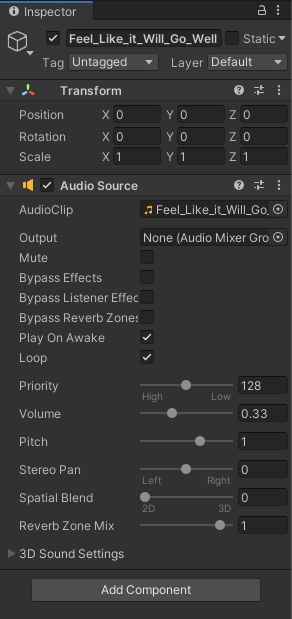 Inspector
Feel_Like_it_Will_Go_Well Static
Tag Untagged Layer Default
Transform
Position X 0 Y 0 Z 0
Rotation X 0 Y 0 Z 0
Scale X 1 Y 1 Z 1
Audio Source
AudioClip Feel_Like_it_Will_Go_
Output None (Audio Mixer Gro
Mute
Bypass Effects
Bypass Listener Effec
Bypass Reverb Zones
Play On Awake
Loop
Priority 128
High Low
Volume 0.33
Pitch 1
Stereo Pan 0
Left Right
Spatial Blend 0
2D 3D
Reverb Zone Mix 1
3D Sound Settings
Add Component